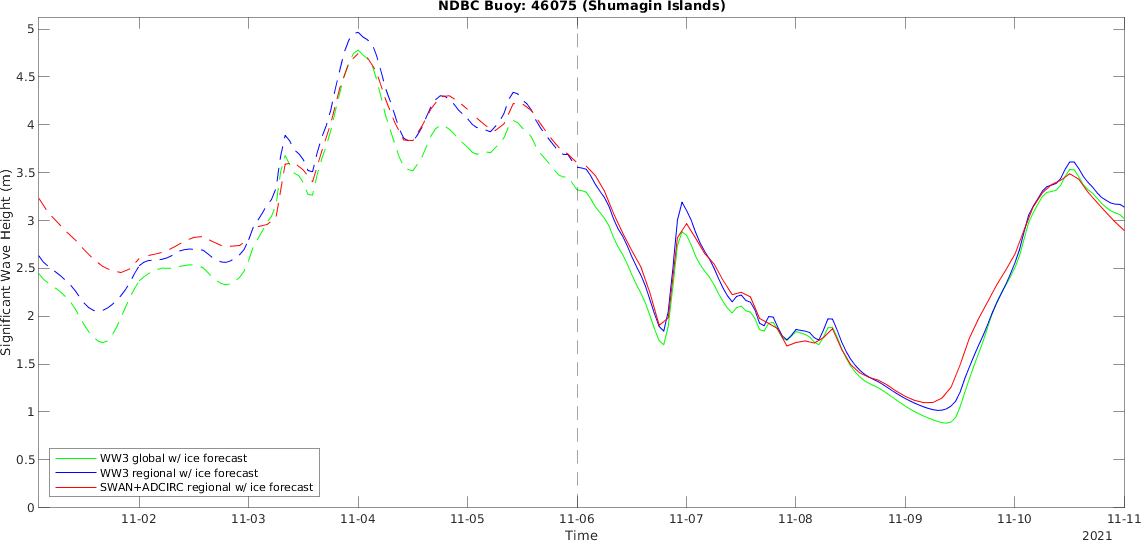 NDBC Buoy: 46075 (Shumagin Islands)
5
4.5
4
3.5
3
2.5
2
1.5
1
0.5
0
Significant Wave Height (m)
WW3 global w/ ice forecast
WW3 regional w/ ice forecast
SWAN+ADCIRC regional w/ ice forecast
11-02 11-03 11-04 11-05 11-06 11-07 11-08 11-09 11-10 11-11
Time
2021